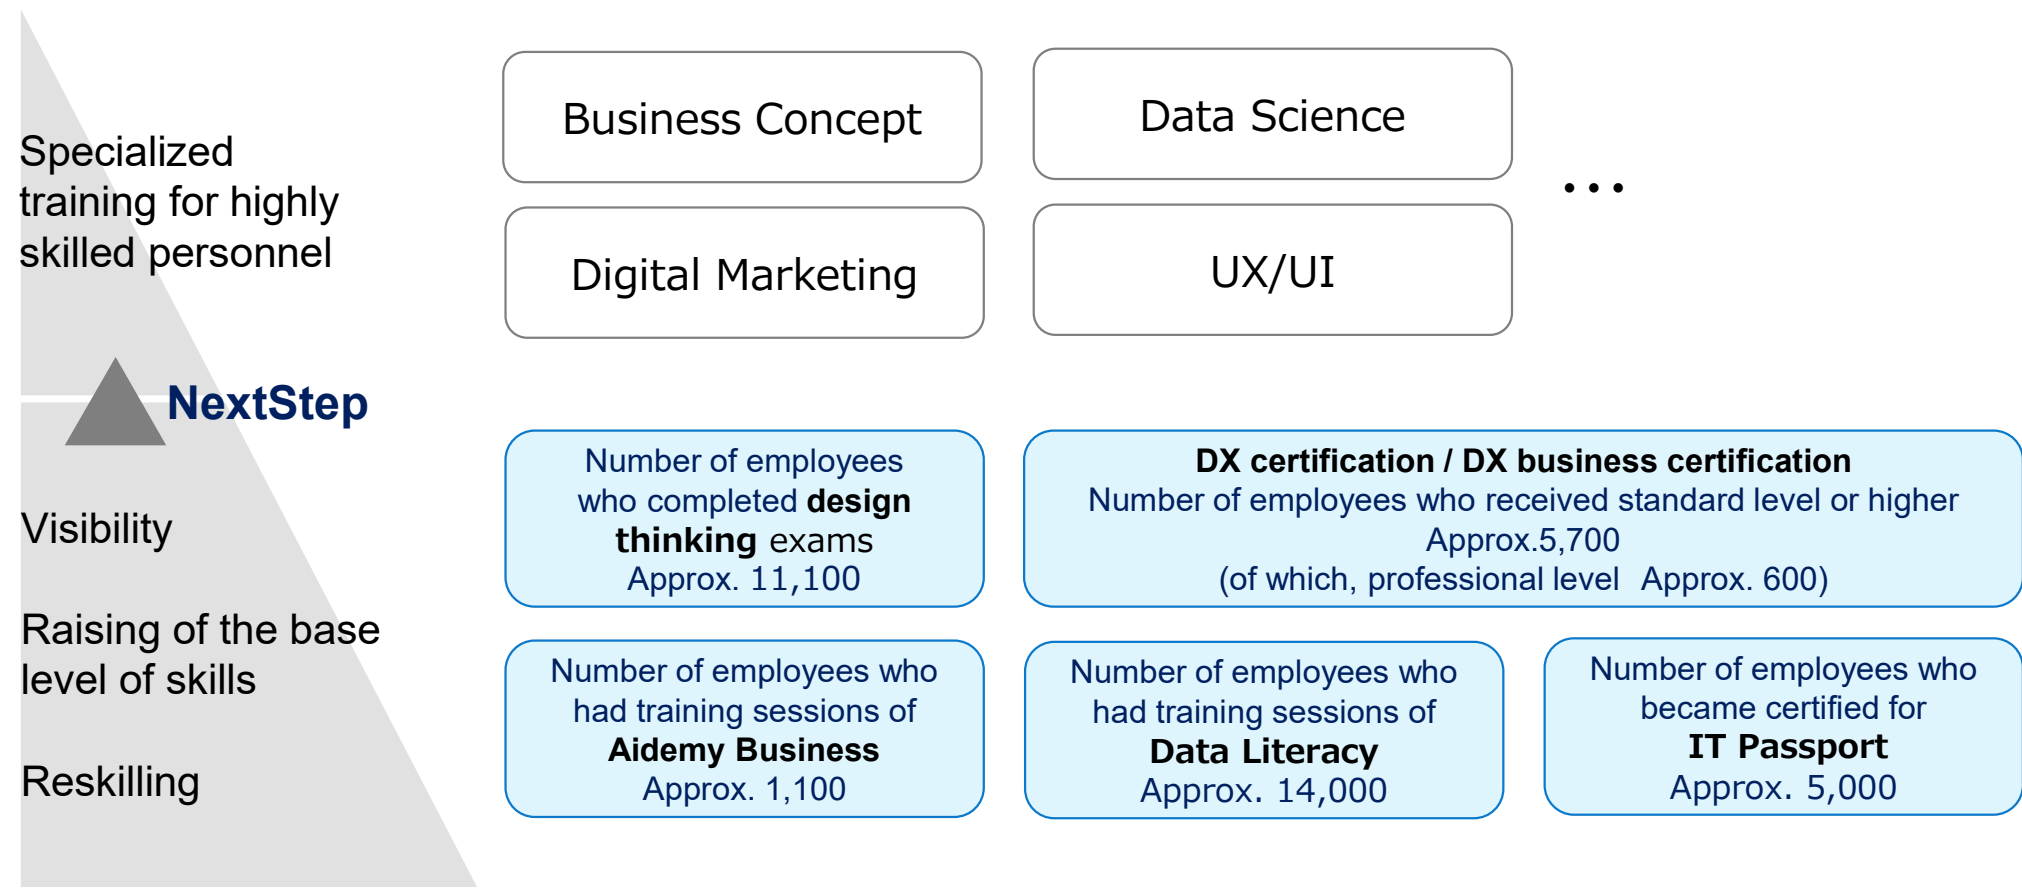 Specialized
training for highly
skilled personnel
Business Concept
Data Science
Digital Marketing
UX/UI
...
NextStep
Visibility
Raising of the base
level of skills
Reskilling
Number of employees
who completed design
thinking exams
Approx. 11,100
DX certification / DX business certification
Number of employees who received standard level or higher
Approx.5,700
(of which, professional level Approx. 600)
Number of employees who
had training sessions of
Aidemy Business
Approx. 1,100
Number of employees who
had training sessions of
Data Literacy
Approx. 14,000
Number of employees who
became certified for
IT Passport
Approx. 5,000